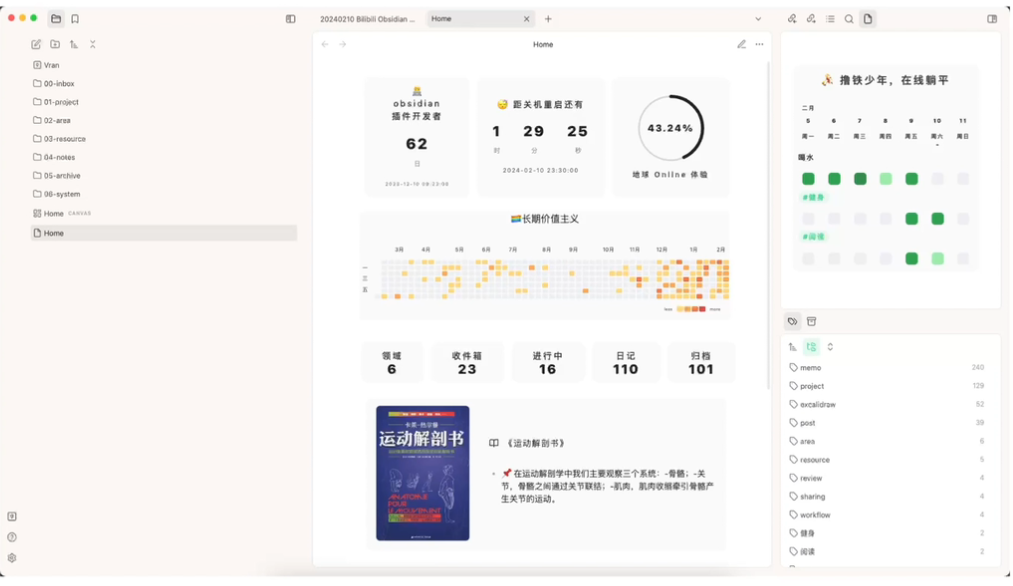 20240210 Bilibili Obsidian ...
Home
Vran
00-inbox
01-project
02-area
03-resource
04-notes
05-archive
06-system
Home CANVAS
Home
Home
obsidian
插件开发者
62
日
距关机重启还有
1 29 25
时 分 秒
2024-02-10 23:30:00
43.24%
地球 Online 体验
长期价值主义
3月 4月 5月 6月 7月 8月 9月 10月 11月 12月 1月 2月
一
三
五
less more
领域
6
收件箱
23
进行中
16
日记
110
归档
101
运动解剖书
《运动解剖书》
在运动解剖学中我们主要观察三个系统：-骨骼；-关
节，骨骼之间通过关节联结；-肌肉，肌肉收缩牵引骨骼产
生关节的运动。
撸铁少年，在线躺平
二月
5 6 7 8 9 10 11
周一 周二 周三 周四 周五 周六 周日
喝水
#健身
#阅读
memo 240
project 129
excalidraw 52
post 39
area 6
resource 5
review 4
sharing 4
workflow 4
健身 2
阅读 2